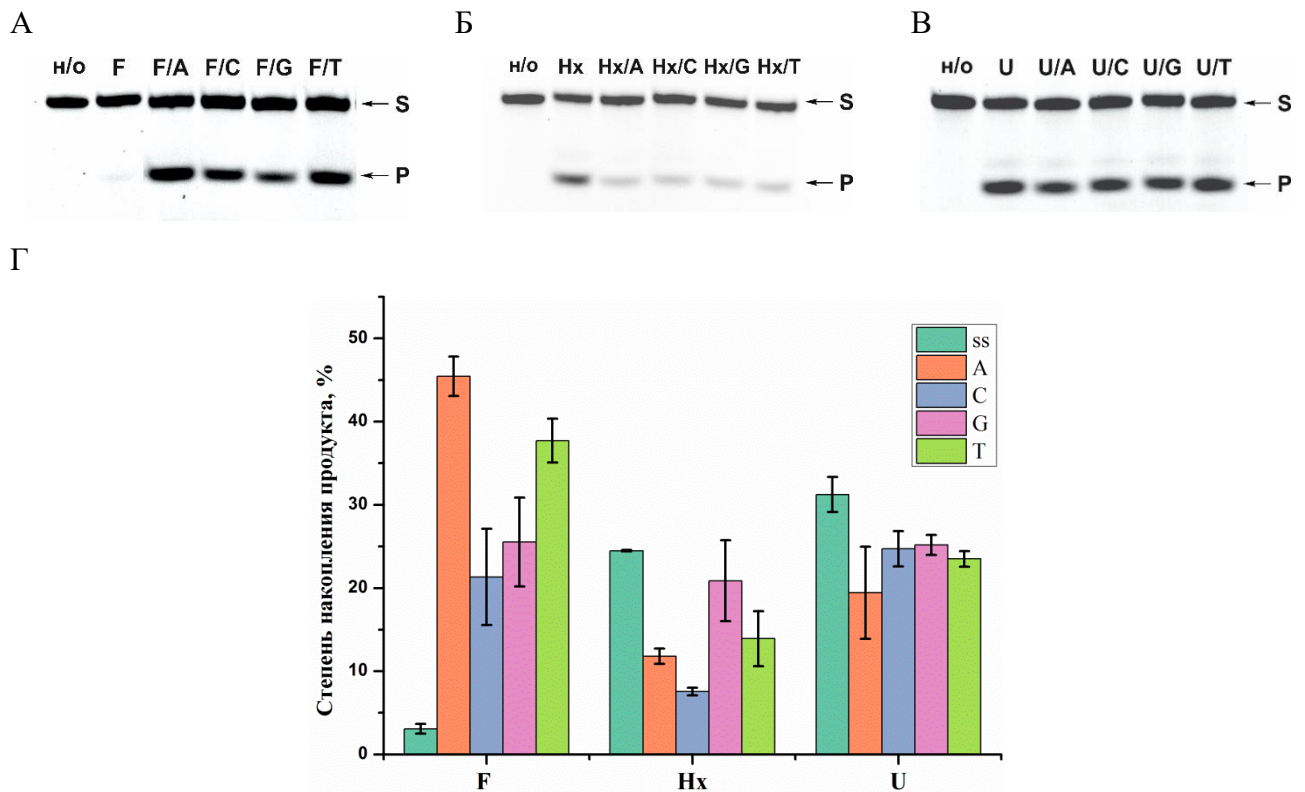 А
н/о F F/A F/C F/G F/T
S
P
Б
н/о Hx Hx/A Hx/C Hx/G Hx/T
S
P
В
н/о U U/A U/C U/G U/T
S
P
Г
Степень накопления продукта, %
50
40
30
20
10
0
ss
A
C
G
T
F Hx U